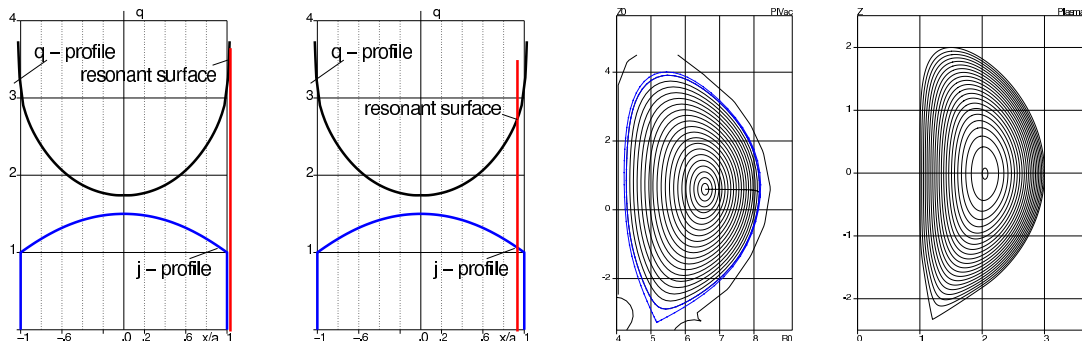 q
4
q – profile
resonant surface
3
2
1
j – profile
-1 -.6 .0 .2 .6 x/a 1
q
4
q – profile
3
resonant surface
2
1
j – profile
-1 -.6 .0 .2 .6 x/a 1
Z0 PlVac
4
2
0
-2
4 5 6 7 8 R0
Z
2
1
0
-1
-2
0 1 2 3